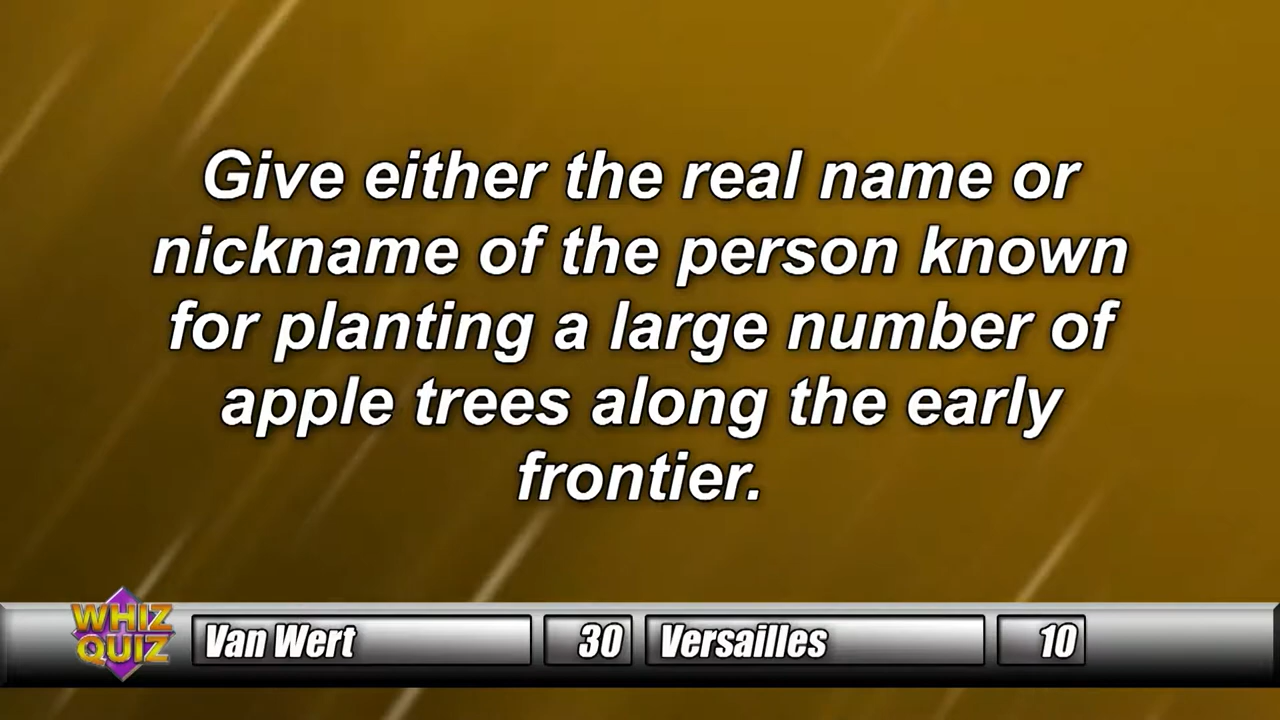 Give either the real name or
nickname of the person known
for planting a large number of
apple trees along the early
frontier.
WHIZ
QUIZ
Van Wert
30
Versailles
10